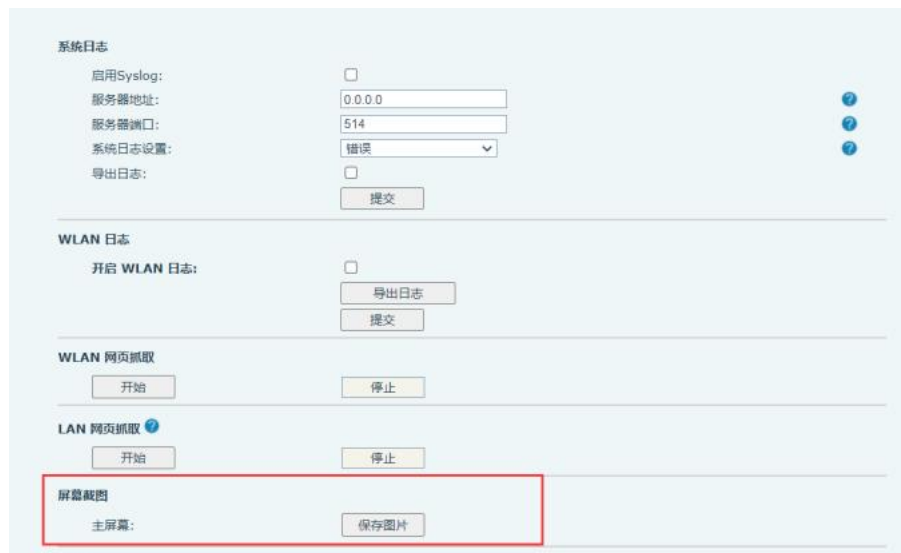 系统日志
启用Syslog:
服务器地址: 0.0.0.0
服务器端口: 514
系统日志设置: 错误
导出日志:
提交
WLAN 日志
开启 WLAN 日志:
导出日志
提交
WLAN 网页抓取
开始 停止
LAN 网页抓取
开始 停止
屏幕截图
主屏幕: 保存图片